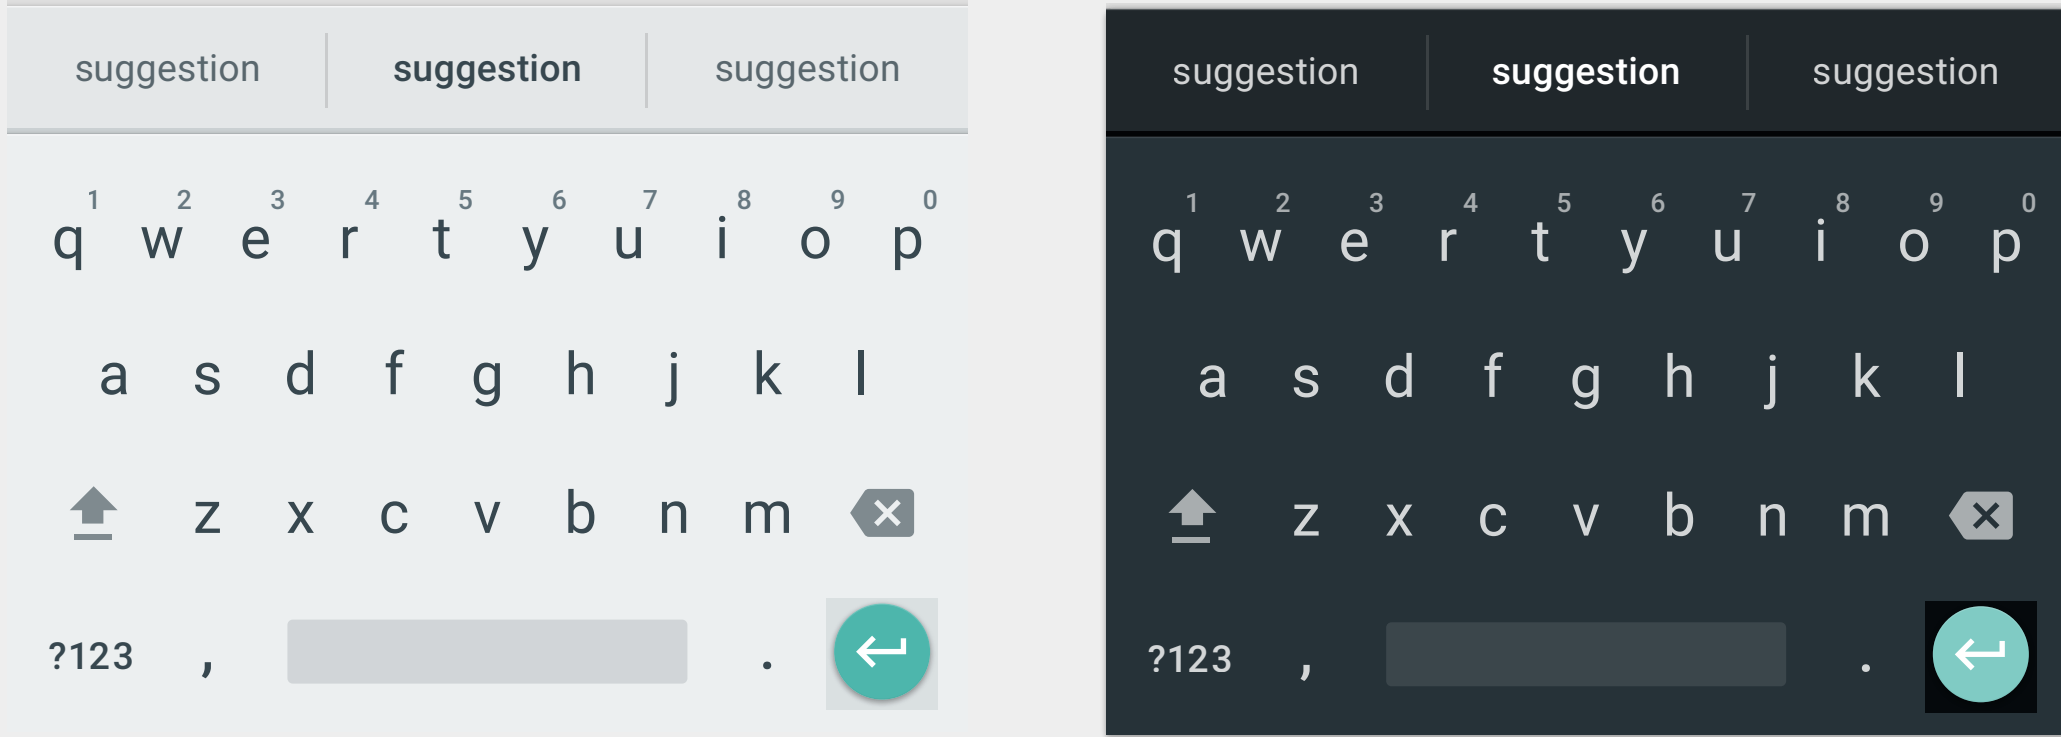 suggestion suggestion suggestion
1 2 3 4 5 6 7 8 9 0
q w e r t y u i o p
a s d f g h j k l
z x c v b n m
?123 , .
suggestion suggestion suggestion
1 2 3 4 5 6 7 8 9 0
q w e r t y u i o p
a s d f g h j k l
z x c v b n m
?123 , .